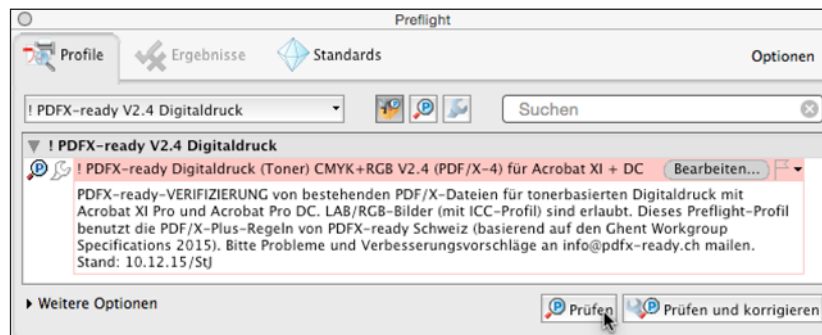 Preflight
Profile
Ergebnisse
Standards
Optionen
! PDFX-ready V2.4 Digitaldruck
Suchen
! PDFX-ready V2.4 Digitaldruck
! PDFX-ready Digitaldruck (Toner) CMYK+RGB V2.4 (PDF/X-4) für Acrobat XI + DC
Bearbeiten...
PDFX-ready-VERIFIZIERUNG von bestehenden PDF/X-Dateien für tonerbasierten Digitaldruck mit
Acrobat XI Pro und Acrobat Pro DC. LAB/RGB-Bilder (mit ICC-Profil) sind erlaubt. Dieses Preflight-Profil
benutzt die PDF/X-Plus-Regeln von PDFX-ready Schweiz (basierend auf den Ghent Workgroup
Specifications 2015). Bitte Probleme und Verbesserungsvorschläge an info@pdfx-ready.ch mailen.
Stand: 10.12.15/StJ
Weitere Optionen
Prüfen
Prüfen und korrigieren